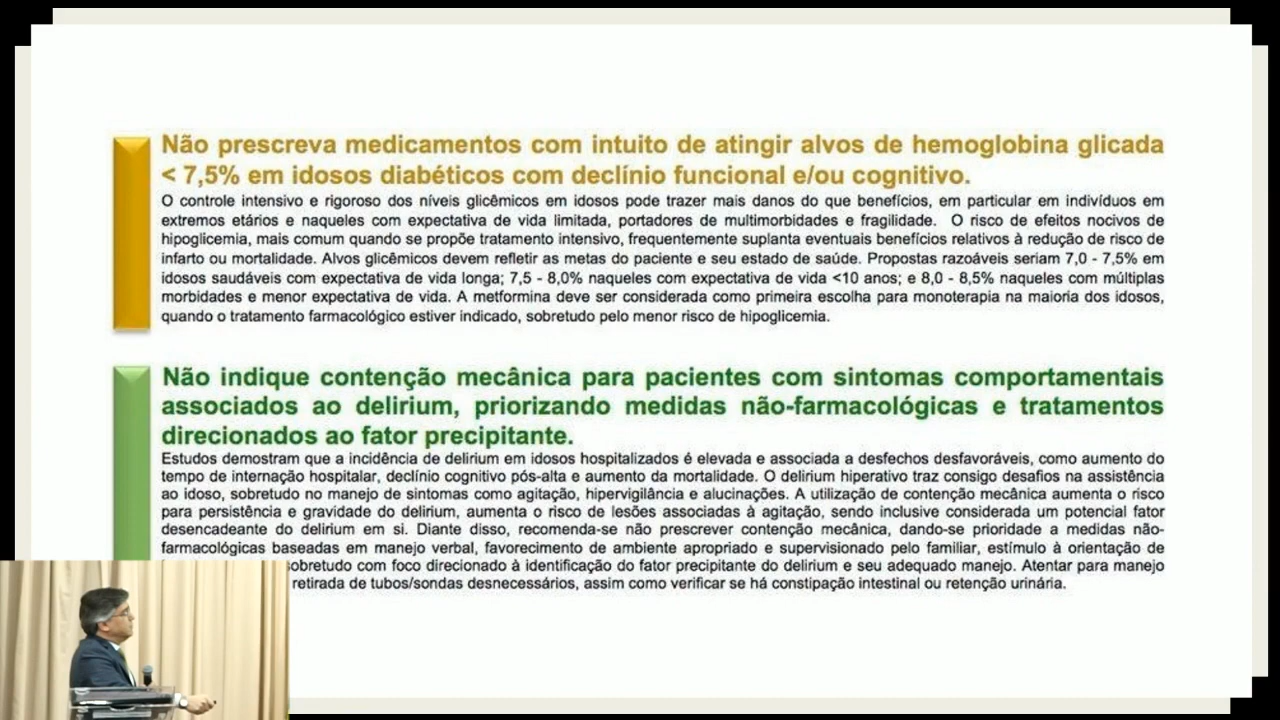 Não prescreva medicamentos com intuito de atingir alvos de hemoglobina glicada
< 7,5% em idosos diabéticos com declínio funcional e/ou cognitivo.
O controle intensivo e rigoroso dos níveis glicêmicos em idosos pode trazer mais danos do que benefícios, em particular em indivíduos em
extremos etários e naqueles com expectativa de vida limitada, portadores de multimorbidades e fragilidade. O risco de efeitos nocivos de
hipoglicemia, mais comum quando se propõe tratamento intensivo, frequentemente suplanta eventuais benefícios relativos à redução de risco de
infarto ou mortalidade. Alvos glicêmicos devem refletir as metas do paciente e seu estado de saúde. Propostas razoáveis seriam 7,0 - 7,5% em
idosos saudáveis com expectativa de vida longa; 7,5 - 8,0% naqueles com expectativa de vida <10 anos; e 8,0 - 8,5% naqueles com múltiplas
morbidades e menor expectativa de vida. A metformina deve ser considerada como primeira escolha para monoterapia na maioria dos idosos,
quando o tratamento farmacológico estiver indicado, sobretudo pelo menor risco de hipoglicemia.
Não indique contenção mecânica para pacientes com sintomas comportamentais
associados ao delirium, priorizando medidas não-farmacológicas e tratamentos
direcionados ao fator precipitante.
Estudos demostram que a incidência de delirium em idosos hospitalizados é elevada e associada a desfechos desfavoráveis, como aumento do
tempo de internação hospitalar, declínio cognitivo pós-alta e aumento da mortalidade. O delirium hiperativo traz consigo desafios na assistência
ao idoso, sobretudo no manejo de sintomas como agitação, hipervigilância e alucinações. A utilização de contenção mecânica aumenta o risco
para persistência e gravidade do delirium, aumenta o risco de lesões associadas à agitação, sendo inclusive considerada um potencial fator
desencadeante do delirium em si. Diante disso, recomenda-se não prescrever contenção mecânica, dando-se prioridade a medidas não-
farmacológicas baseadas em manejo verbal, favorecimento de ambiente apropriado e supervisionado pelo familiar, estímulo à orientação de
sobretudo com foco direcionado à identificação do fator precipitante do delirium e seu adequado manejo. Atentar para manejo
retirada de tubos/sondas desnecessários, assim como verificar se há constipação intestinal ou retenção urinária.